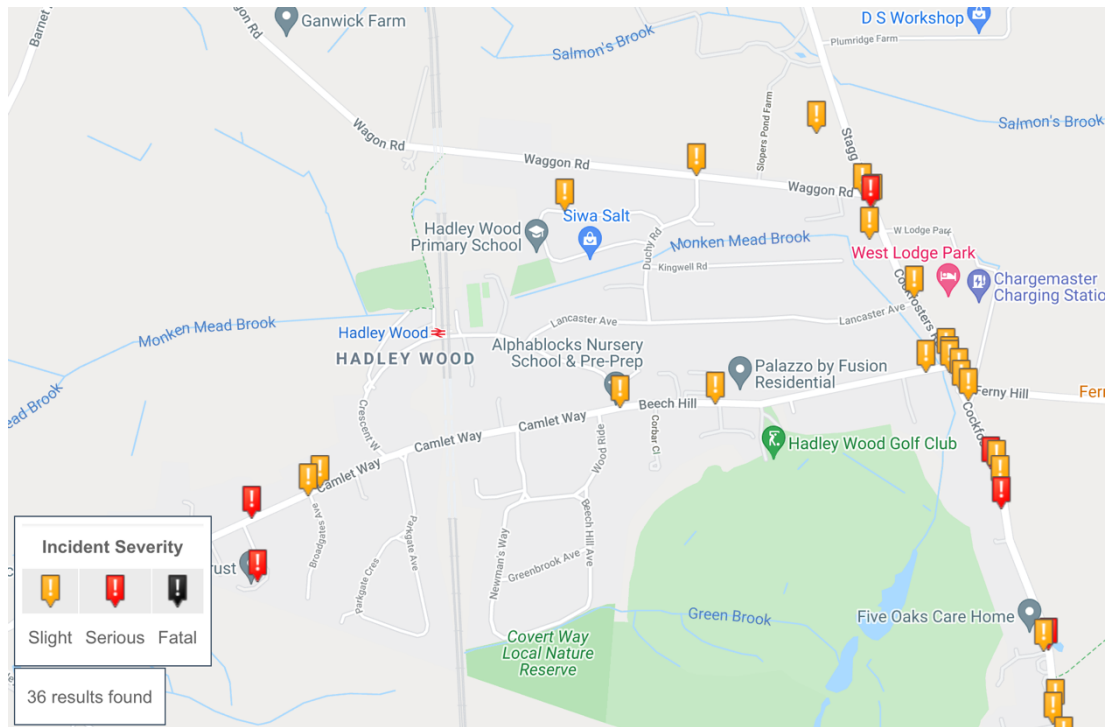 Barnet
Waggon Rd
Ganwick Farm
Salmon's Brook
D S Workshop
Plumridge Farm
Salmon's Brook
Wagon Rd
Waggon Rd
Slopers Pond Farm
Stagg
Waggon Rd
Hadley Wood
Primary School
Siwa Salt
Duchy Rd
Monken Mead Brook
W Lodge Park
West Lodge Park
Kingwell Rd
Chargemaster
Charging Statio
Cockfosters
Monken Mead Brook
Hadley Wood
HADLEY WOOD
Lancaster Ave
Lancaster Ave
Alphablocks Nursery
School & Pre-Prep
Palazzo by Fusion
Residential
Ferny Hill
Fer
ead Brook
Crescent W
Beech Hill
Camlet Way
Camlet Way
Camlet Way
Wood Ride
Corbar Cl
Hadley Wood Golf Club
Cockfo
Broadgates Ave
Parkgate Ave
Parkgate Cres
Newman's Way
Beech Hill Ave
Greenbrook Ave
rust
Green Brook
Five Oaks Care Home
Covert Way
Local Nature
Reserve
Incident Severity
Slight Serious Fatal
36 results found